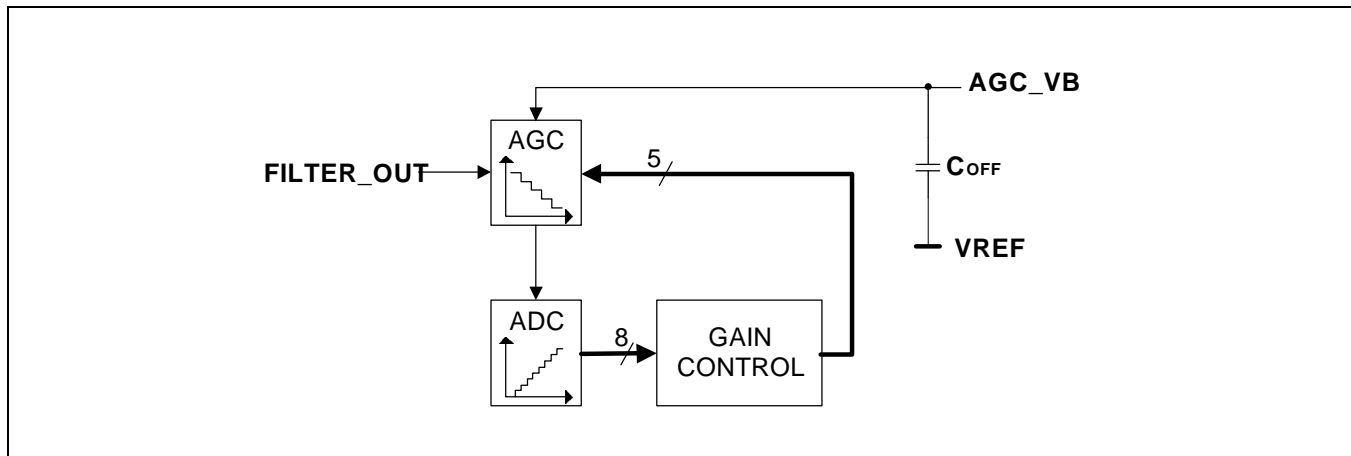 AGC_VB
AGC
5
FILTER_OUT
COFF
VREF
ADC
8
GAIN
CONTROL